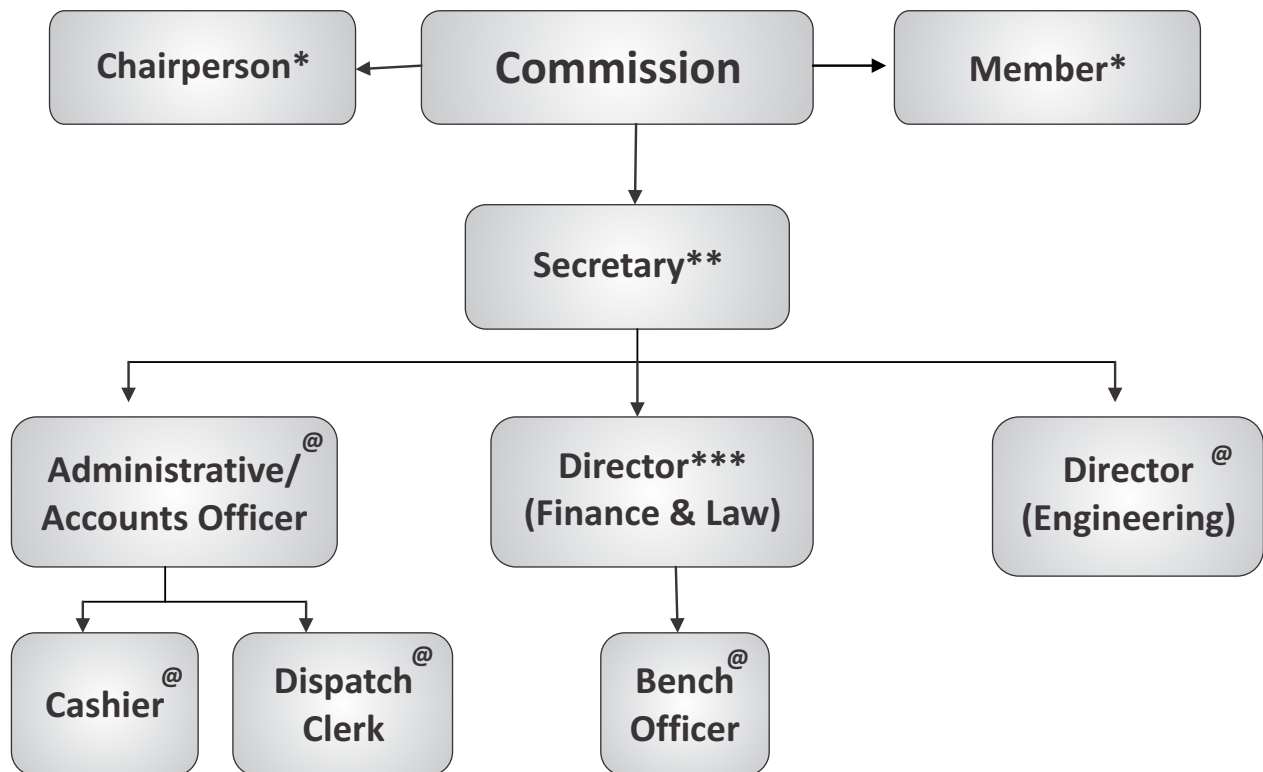 Chairperson*
Commission
Member*
Secretary**
@
Administrative/
Accounts Officer
Director***
(Finance & Law)
Director @
(Engineering)
@
Cashier
@
Dispatch
Clerk
@
Bench
Officer